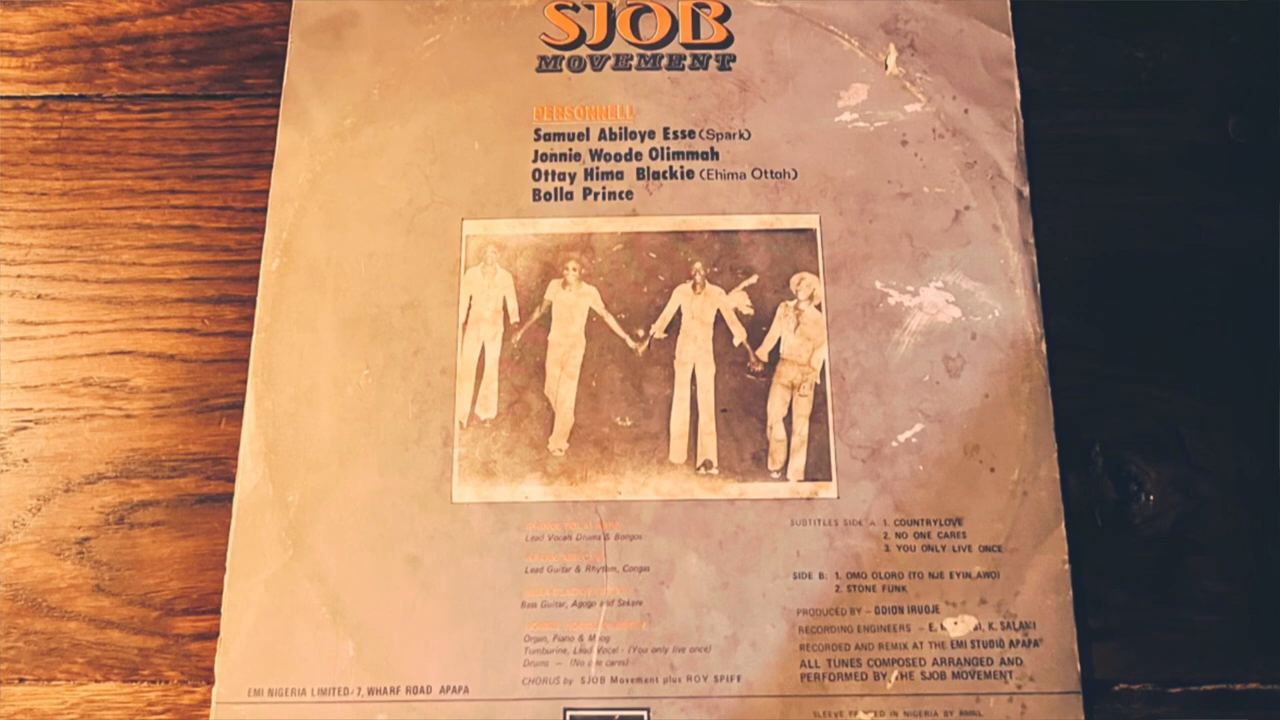 SJOB
MOVEMENT
PERSONNELL
Samuel Abiloye Esse (Spark)
Jonnie Woode Olimmah
Ottay Hima Blackie (Ehima Ottah)
Bolla Prince
Lead Vocals Drums & Bongos
Lead Guitar & Rhythm, Congas
Bass Guitar, Agogo and Sekere
Organ, Piano & Moog
Tumburine, Lead Vocal - (You only live once)
Drums - (No one cares)
CHORUS by SJOB Movement plus ROY SPIFF
SUBTITLES SIDE A: 1. COUNTRYLOVE
2. NO ONE CARES
3. YOU ONLY LIVE ONCE
SIDE B: 1. OMO OLORO (TO NJE EYIN AWO)
2. STONE FUNK
PRODUCED BY - ODION IRUOJE
RECORDING ENGINEERS - E. K. SALAMI
RECORDED AND REMIX AT THE EMI STUDIO APAPA
ALL TUNES COMPOSED ARRANGED AND
PERFORMED BY THE SJOB MOVEMENT.
EMI NIGERIA LIMITED/7, WHARF ROAD APAPA
SLEEVE PRINTED IN NIGERIA BY